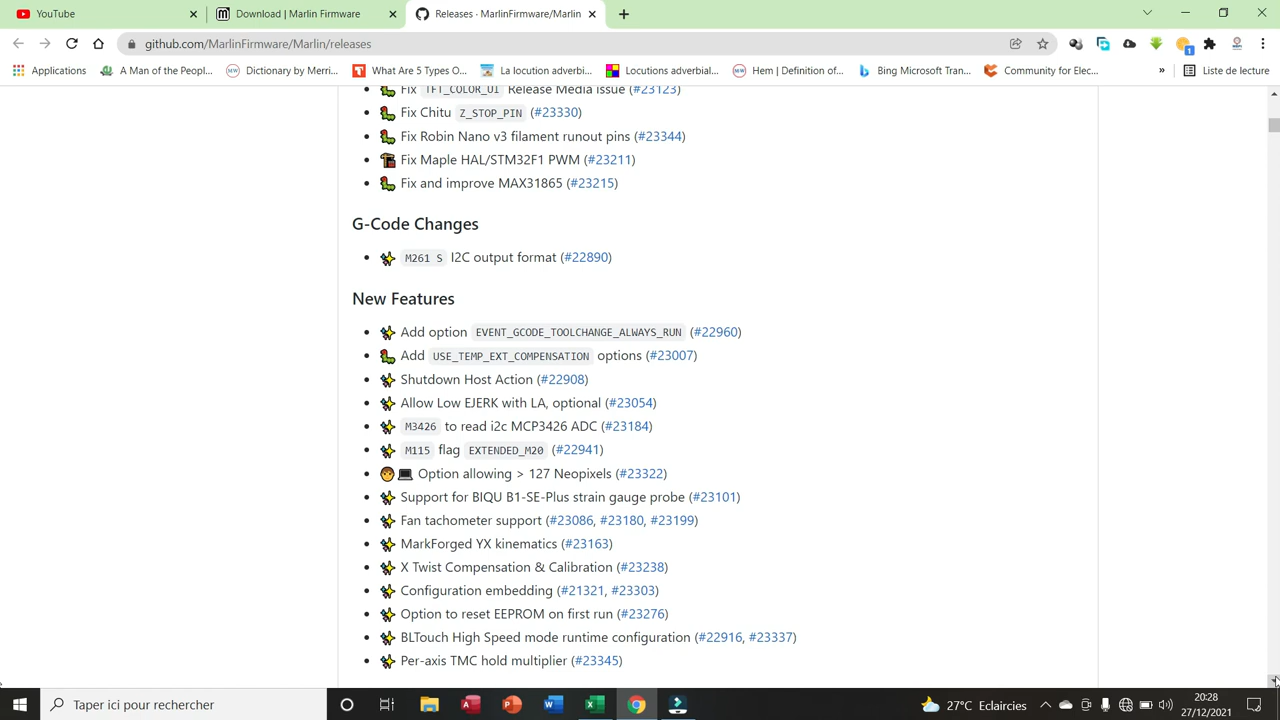 YouTube
Download | Marlin Firmware
Releases · MarlinFirmware/Marlin
github.com/MarlinFirmware/Marlin/releases
Applications
A Man of the Peopl...
Dictionary by Merri...
What Are 5 Types O...
La locution adverbi...
Locutions adverbial...
Hem | Definition of...
Bing Microsoft Tran...
Community for Elec...
»
Liste de lecture
Fix TFT_COLOR_UI Release Media issue (#23123)
Fix Chitu Z_STOP_PIN (#23330)
Fix Robin Nano v3 filament runout pins (#23344)
Fix Maple HAL/STM32F1 PWM (#23211)
Fix and improve MAX31865 (#23215)
G-Code Changes
M261 S I2C output format (#22890)
New Features
Add option EVENT_GCODE_TOOLCHANGE_ALWAYS_RUN (#22960)
Add USE_TEMP_EXT_COMPENSATION options (#23007)
Shutdown Host Action (#22908)
Allow Low EJERK with LA, optional (#23054)
M3426 to read i2c MCP3426 ADC (#23184)
M115 flag EXTENDED_M20 (#22941)
Option allowing > 127 Neopixels (#23322)
Support for BIQU B1-SE-Plus strain gauge probe (#23101)
Fan tachometer support (#23086, #23180, #23199)
MarkForged YX kinematics (#23163)
X Twist Compensation & Calibration (#23238)
Configuration embedding (#21321, #23303)
Option to reset EEPROM on first run (#23276)
BLTouch High Speed mode runtime configuration (#22916, #23337)
Per-axis TMC hold multiplier (#23345)
Taper ici pour rechercher
27°C Eclaircies
20:28
27/12/2021